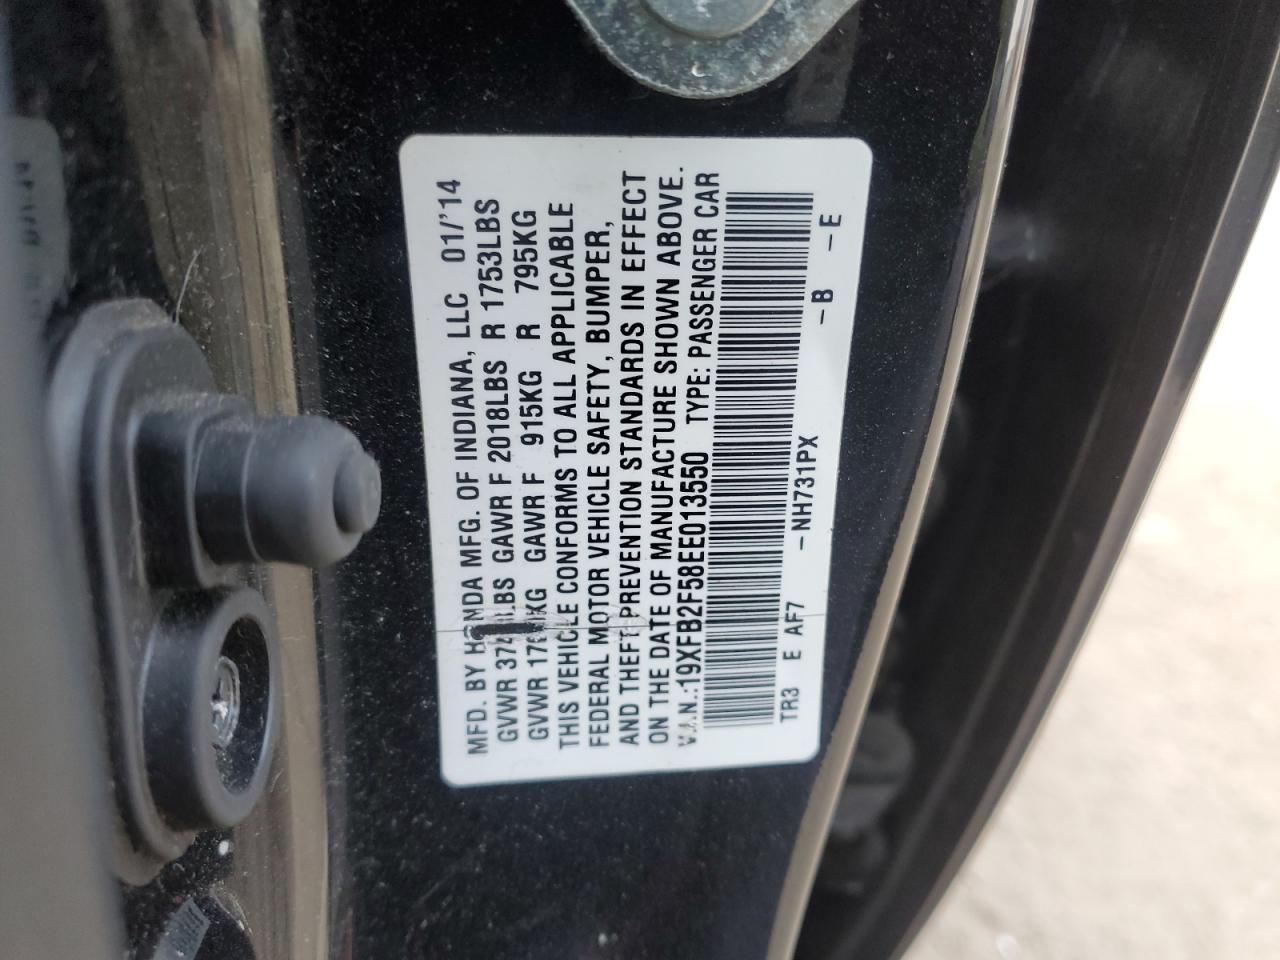 MFD. BY HONDA MFG. OF INDIANA, LLC 01/'14
GVWR LBS GAWR F 2018LBS R 1753LBS
GVWR KG GAWR F 915KG R 795KG
THIS VEHICLE CONFORMS TO ALL APPLICABLE
FEDERAL MOTOR VEHICLE SAFETY, BUMPER,
AND THEFT PREVENTION STANDARDS IN EFFECT
ON THE DATE OF MANUFACTURE SHOWN ABOVE.
V.I.N.:19XFB2F58EE013550 TYPE: PASSENGER CAR
TR3 E AF7 -NH731PX -B -E